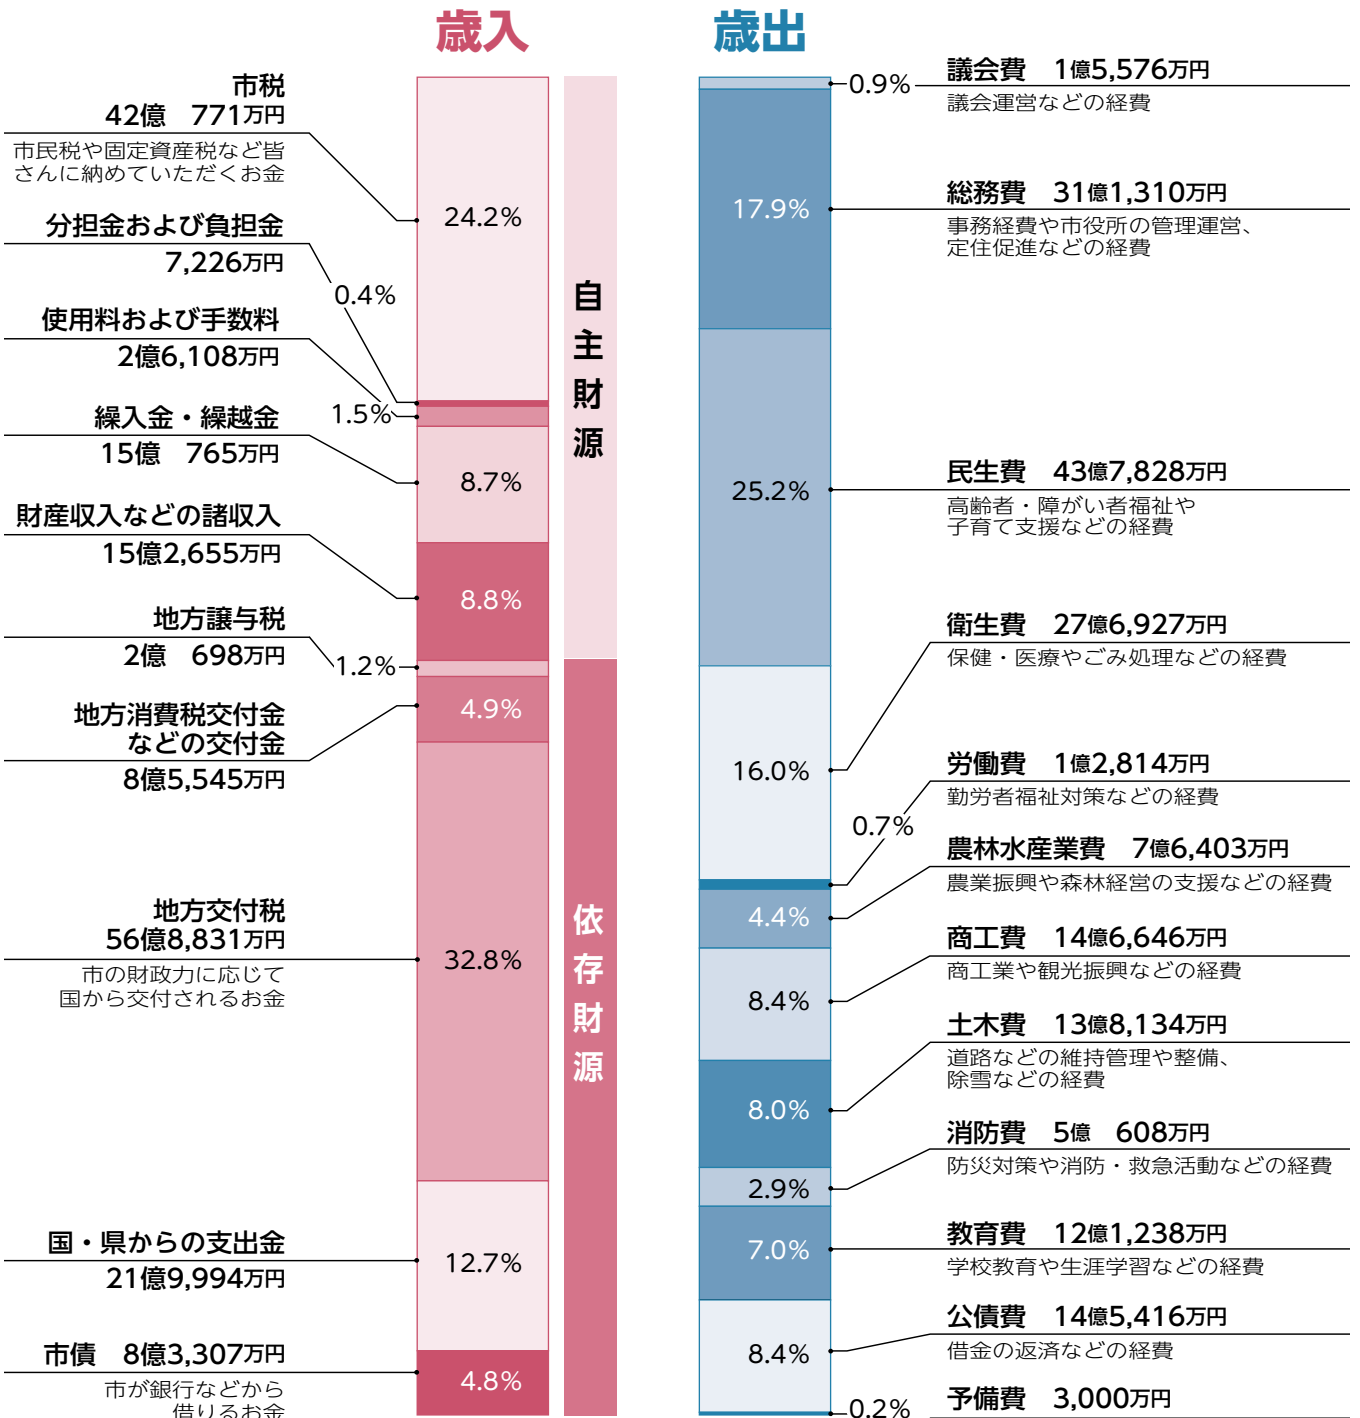 歳入
市税
42億 771万円
市民税や固定資産税など皆
さんに納めていただくお金
24.2%
分担金および負担金
7,226万円
0.4%
使用料および手数料
2億6,108万円
1.5%
繰入金・繰越金
15億 765万円
8.7%
財産収入などの諸収入
15億2,655万円
8.8%
地方譲与税
2億 698万円
1.2%
地方消費税交付金
などの交付金
8億5,545万円
4.9%
地方交付税
56億8,831万円
市の財政力に応じて
国から交付されるお金
32.8%
国・県からの支出金
21億9,994万円
12.7%
市債 8億3,307万円
市が銀行などから
借りるお金
4.8%
自主財源
依存財源
歳出
0.9%
議会費 1億5,576万円
議会運営などの経費
17.9%
総務費 31億1,310万円
事務経費や市役所の管理運営、
定住促進などの経費
25.2%
民生費 43億7,828万円
高齢者・障がい者福祉や
子育て支援などの経費
16.0%
衛生費 27億6,927万円
保健・医療やごみ処理などの経費
0.7%
労働費 1億2,814万円
勤労者福祉対策などの経費
4.4%
農林水産業費 7億6,403万円
農業振興や森林経営の支援などの経費
8.4%
商工費 14億6,646万円
商工業や観光振興などの経費
8.0%
土木費 13億8,134万円
道路などの維持管理や整備、
除雪などの経費
2.9%
消防費 5億 608万円
防災対策や消防・救急活動などの経費
7.0%
教育費 12億1,238万円
学校教育や生涯学習などの経費
8.4%
公債費 14億5,416万円
借金の返済などの経費
0.2%
予備費 3,000万円